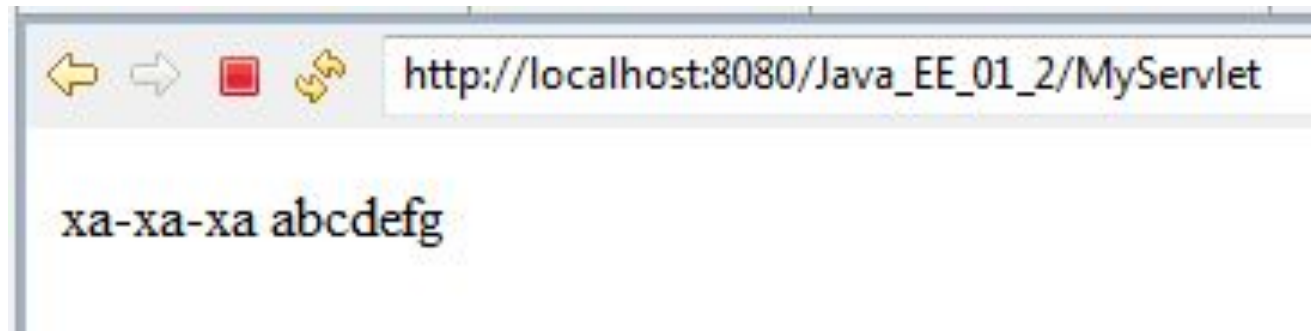 http://localhost:8080/Java_EE_01_2/MyServlet
xa-xa-xa abcdefg